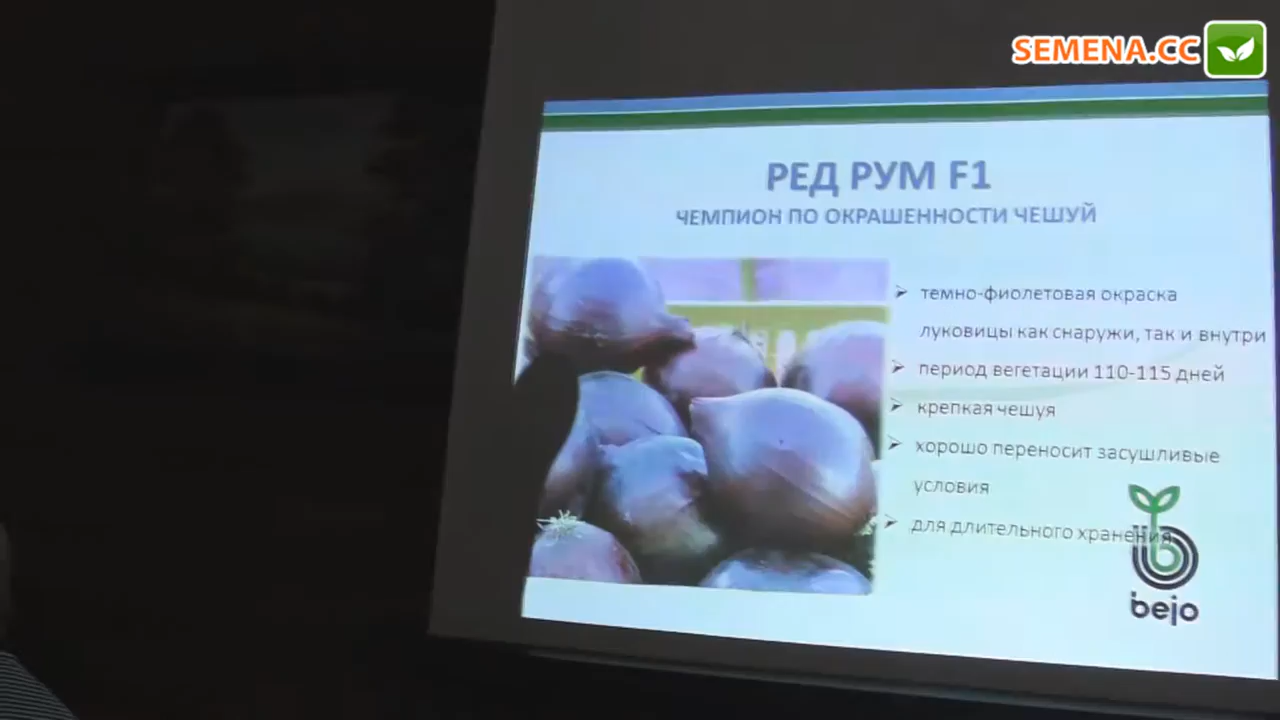 SEMENA.CC
РЕД РУМ F1
ЧЕМПИОН ПО ОКРАШЕННОСТИ ЧЕШУЙ
темно-фиолетовая окраска
луковицы как снаружи, так и внутри
период вегетации 110-115 дней
крепкая чешуя
хорошо переносит засушливые
условия
для длительного хранения
bejo